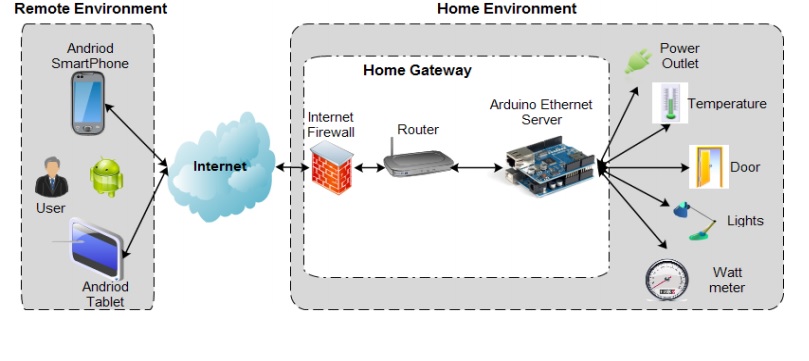 Remote Environment
Home Environment
Andriod
SmartPhone
User
Andriod
Tablet
Internet
Home Gateway
Internet
Firewall
Router
Arduino Ethernet
Server
Power
Outlet
Temperature
Door
Lights
Watt
meter